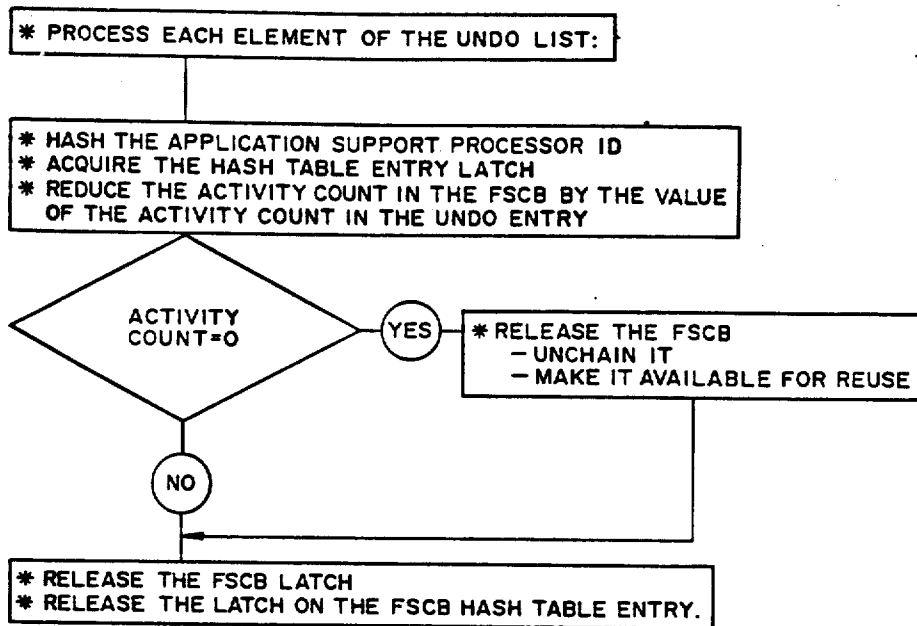 * PROCESS EACH ELEMENT OF THE UNDO LIST:
* HASH THE APPLICATION SUPPORT PROCESSOR ID
* ACQUIRE THE HASH TABLE ENTRY LATCH
* REDUCE THE ACTIVITY COUNT IN THE FSCB BY THE VALUE
OF THE ACTIVITY COUNT IN THE UNDO ENTRY
ACTIVITY
COUNT=0
YES
* RELEASE THE FSCB
– UNCHAIN IT
– MAKE IT AVAILABLE FOR REUSE
NO
* RELEASE THE FSCB LATCH
* RELEASE THE LATCH ON THE FSCB HASH TABLE ENTRY.